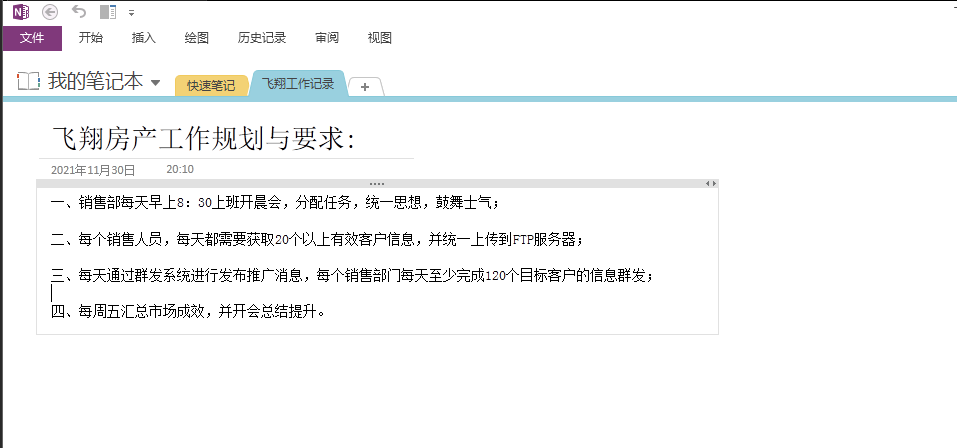 文件 开始 插入 绘图 历史记录 审阅 视图
我的笔记本 快速笔记 飞翔工作记录 +
飞翔房产工作规划与要求:
2021年11月30日 20:10
一、销售部每天早上8：30上班开晨会，分配任务，统一思想，鼓舞士气；
二、每个销售人员，每天都需要获取20个以上有效客户信息，并统一上传到FTP服务器；
三、每天通过群发系统进行发布推广消息，每个销售部门每天至少完成120个目标客户的信息群发；
四、每周五汇总市场成效，并开会总结提升。